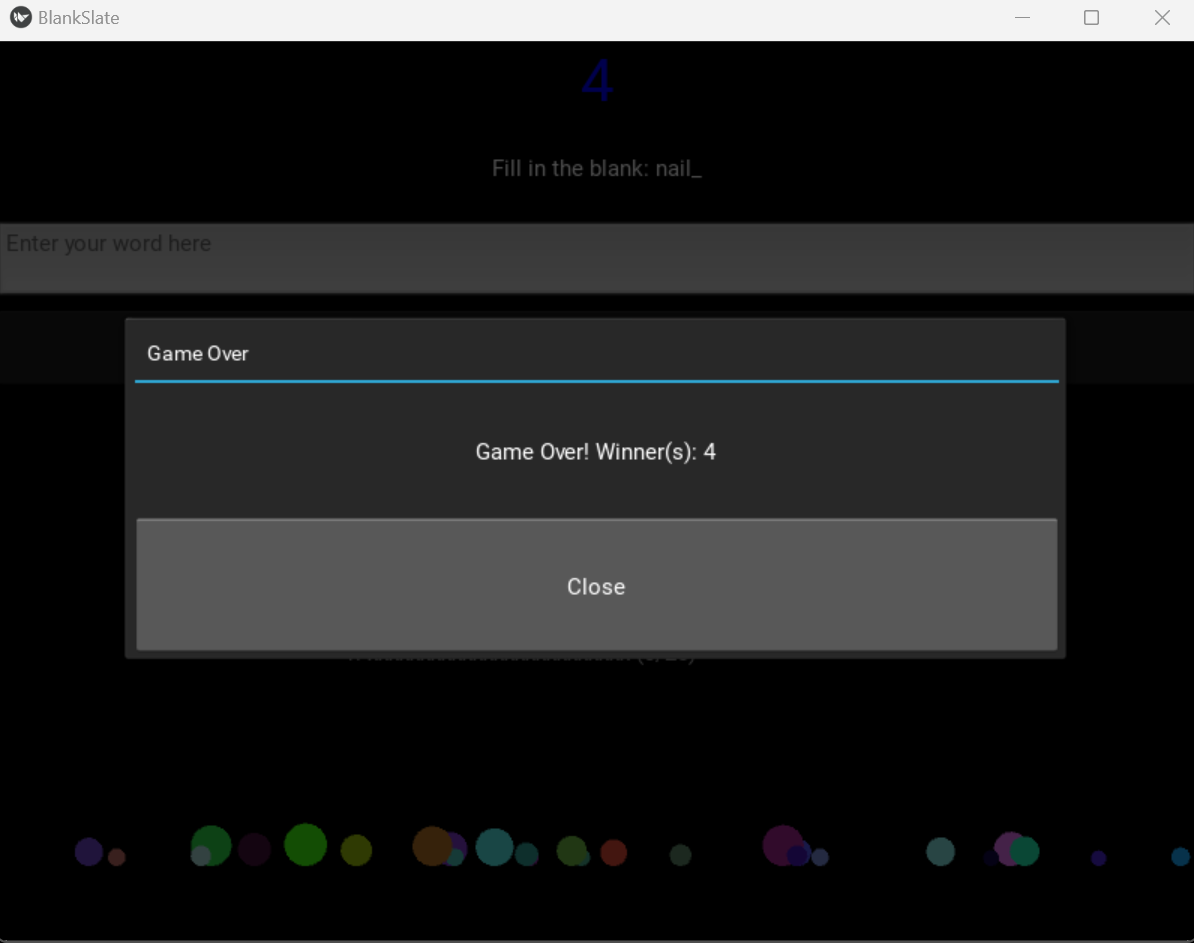 BlankSlate
4
Fill in the blank: nail_
Enter your word here
Game Over
Game Over! Winner(s): 4
Close